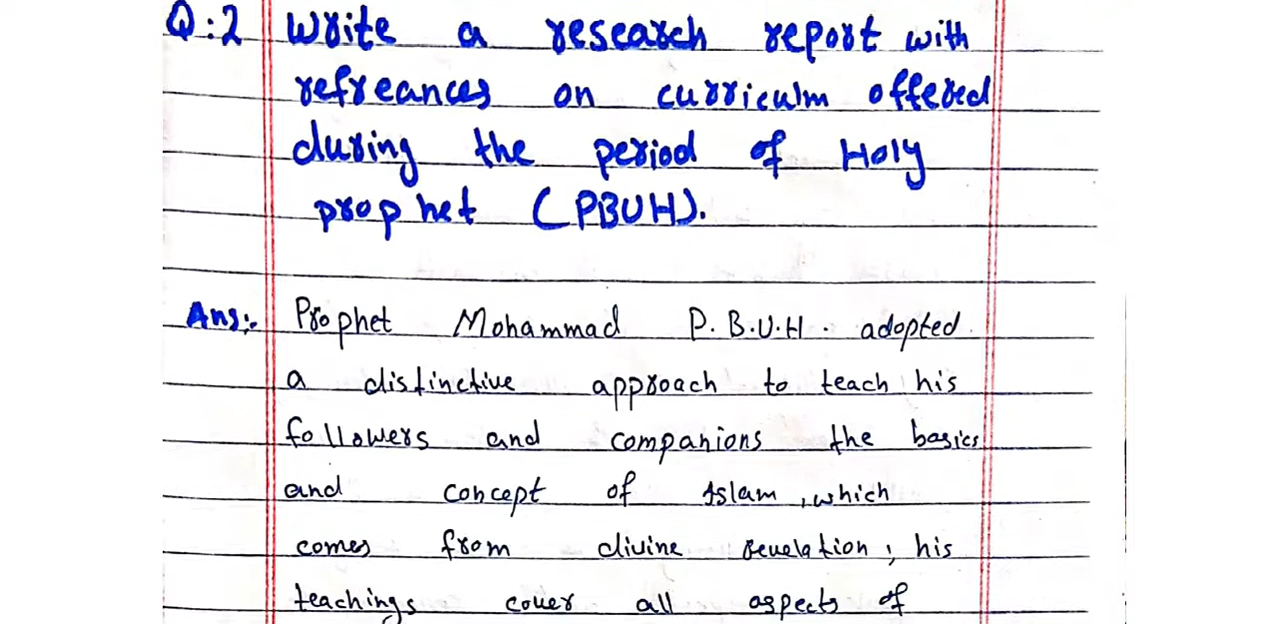 Q:2 Write a research report with
refreances on curriculm offered
during the period of Holy
prophet (PBUH).
Ans:- Prophet Mohammad P.B.U.H. adopted
a distinctive approach to teach his
followers and companions the basics
and concept of Islam, which
comes from divine revelation, his
teachings cover all aspects of